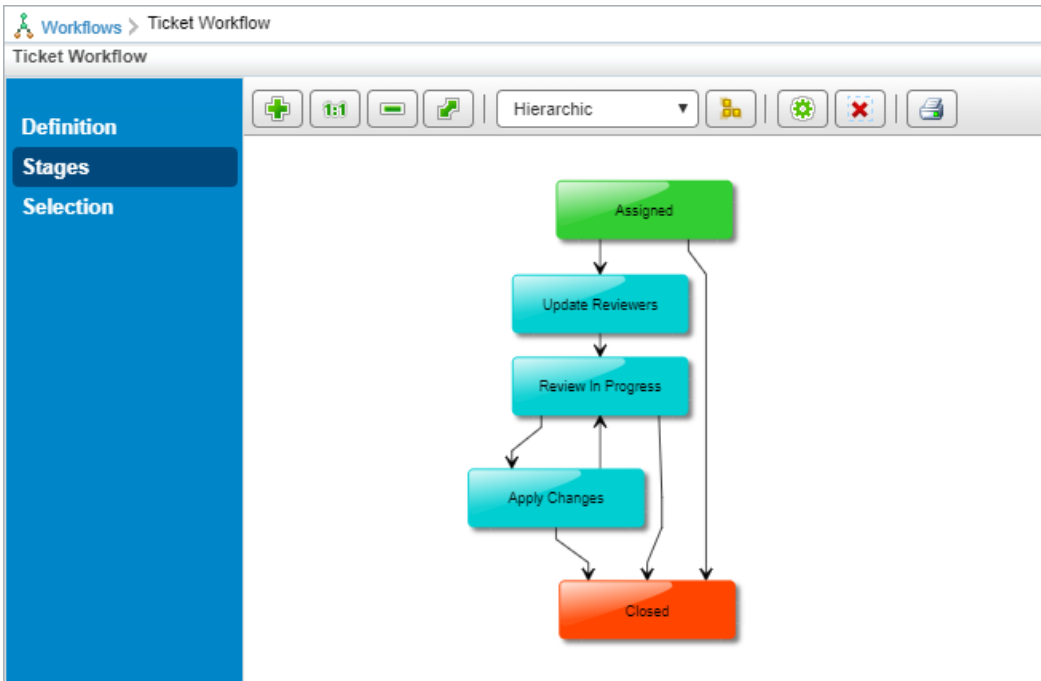 Workflows > Ticket Workflow
Ticket Workflow
Definition
Stages
Selection
1:1
Hierarchic
Assigned
Update Reviewers
Review In Progress
Apply Changes
Closed